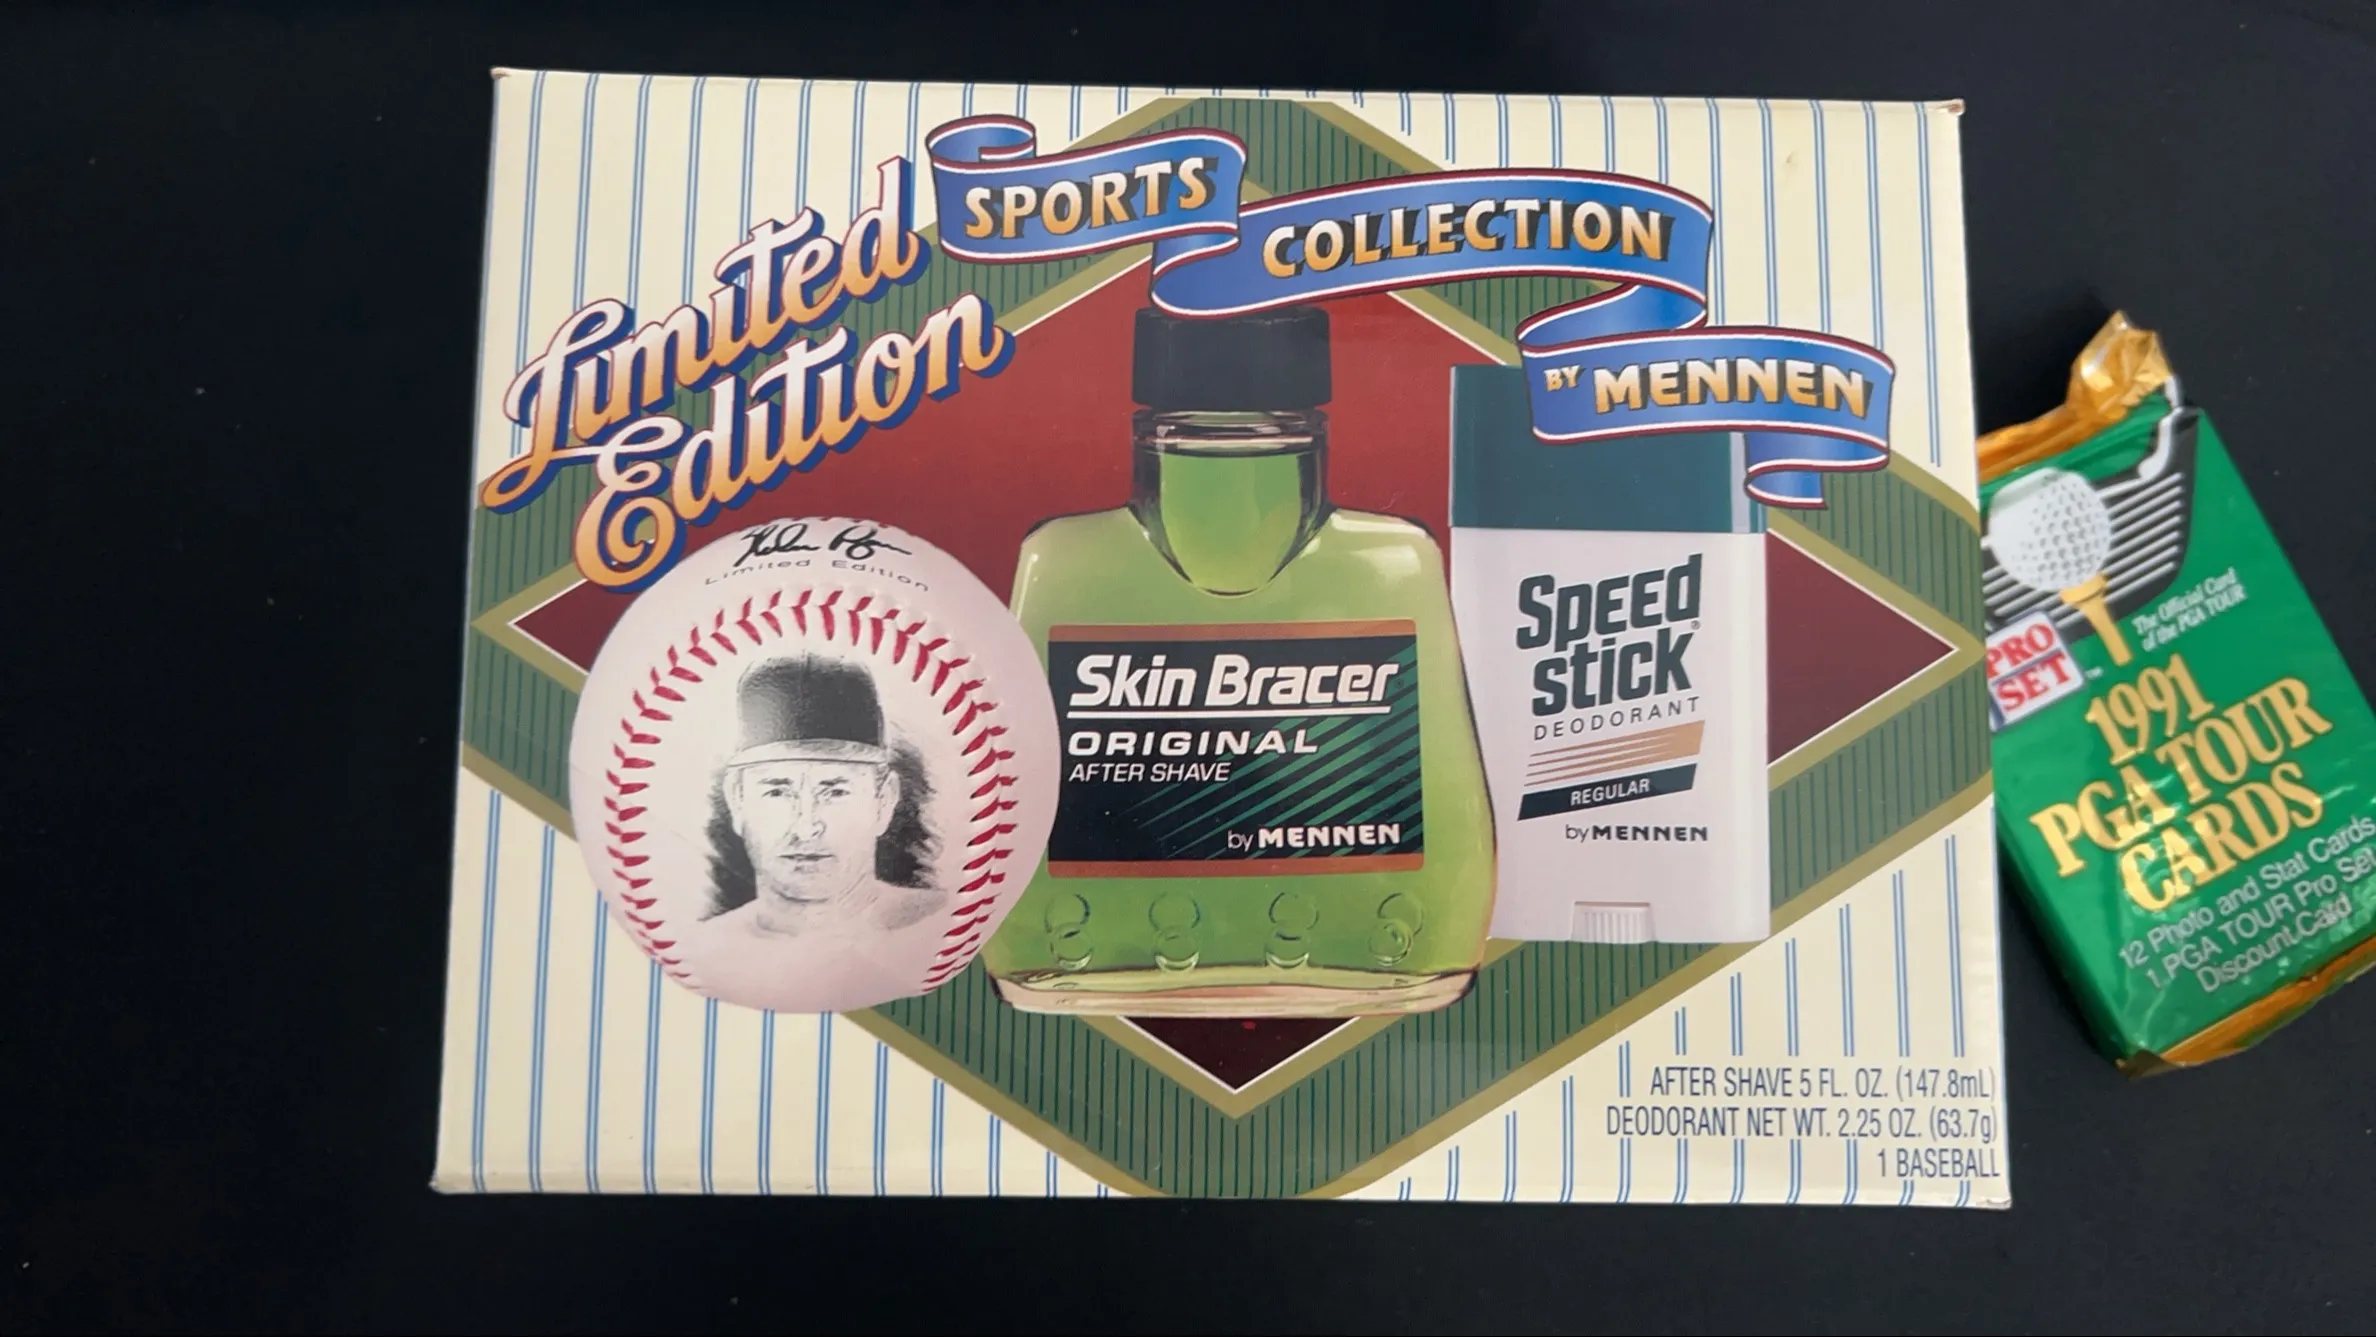 Limited
Edition
SPORTS
COLLECTION
BY MENNEN
Nolan Ryan
Limited Edition
Skin Bracer
ORIGINAL
AFTER SHAVE
by MENNEN
SPEED
stick®
DEODORANT
REGULAR
by MENNEN
AFTER SHAVE 5 FL. OZ. (147.8mL)
DEODORANT NET WT. 2.25 OZ. (63.7g)
1 BASEBALL
The Official Card
of the PGA TOUR
PRO
SET™
1991
PGA TOUR
CARDS
12 Photo and Stat Cards
1 PGA TOUR Pro Set
Discount Card